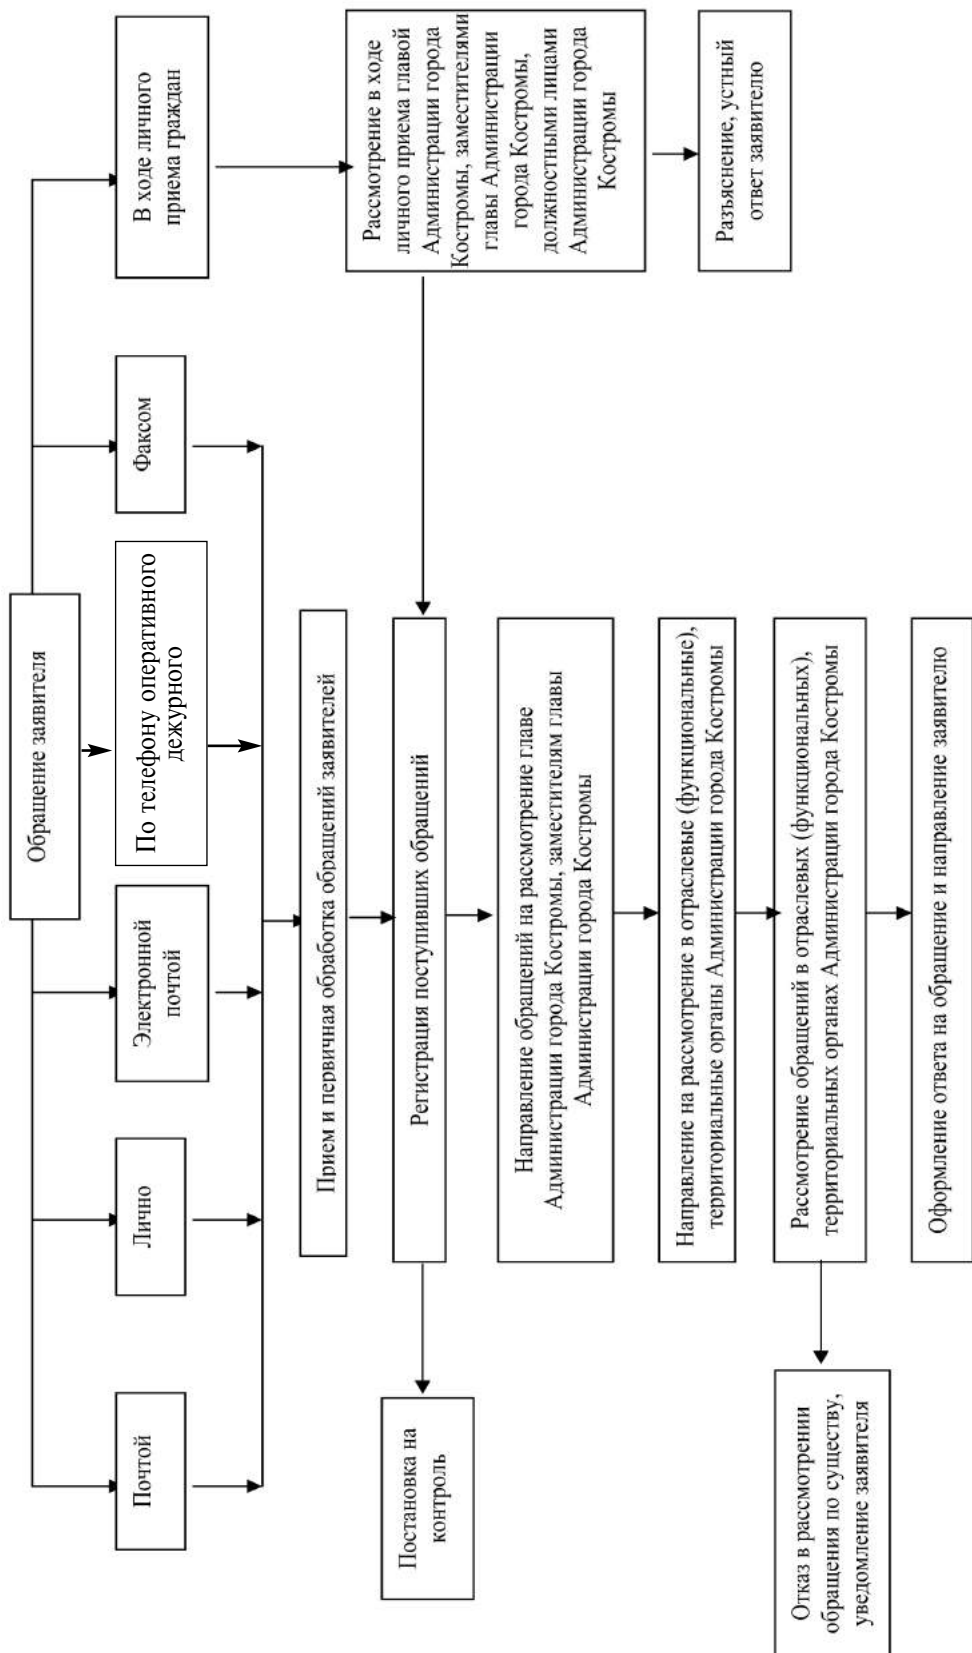 Обращение заявителя
Почтой
Лично
Электронной
почтой
По телефону оперативного
дежурного
Факсом
В ходе личного
приема граждан
Прием и первичная обработка обращений заявителей
Рассмотрение в ходе
личного приема главой
Администрации города
Костромы, заместителями
главы Администрации
города Костромы,
должностными лицами
Администрации города
Костромы
Постановка на
контроль
Регистрация поступивших обращений
Направление обращений на рассмотрение главе
Администрации города Костромы, заместителям главы
Администрации города Костромы
Разъяснение, устный
ответ заявителю
Направление на рассмотрение в отраслевые (функциональные),
территориальные органы Администрации города Костромы
Отказ в рассмотрении
обращения по существу,
уведомление заявителя
Рассмотрение обращений в отраслевых (функциональных),
территориальных органах Администрации города Костромы
Оформление ответа на обращение и направление заявителю